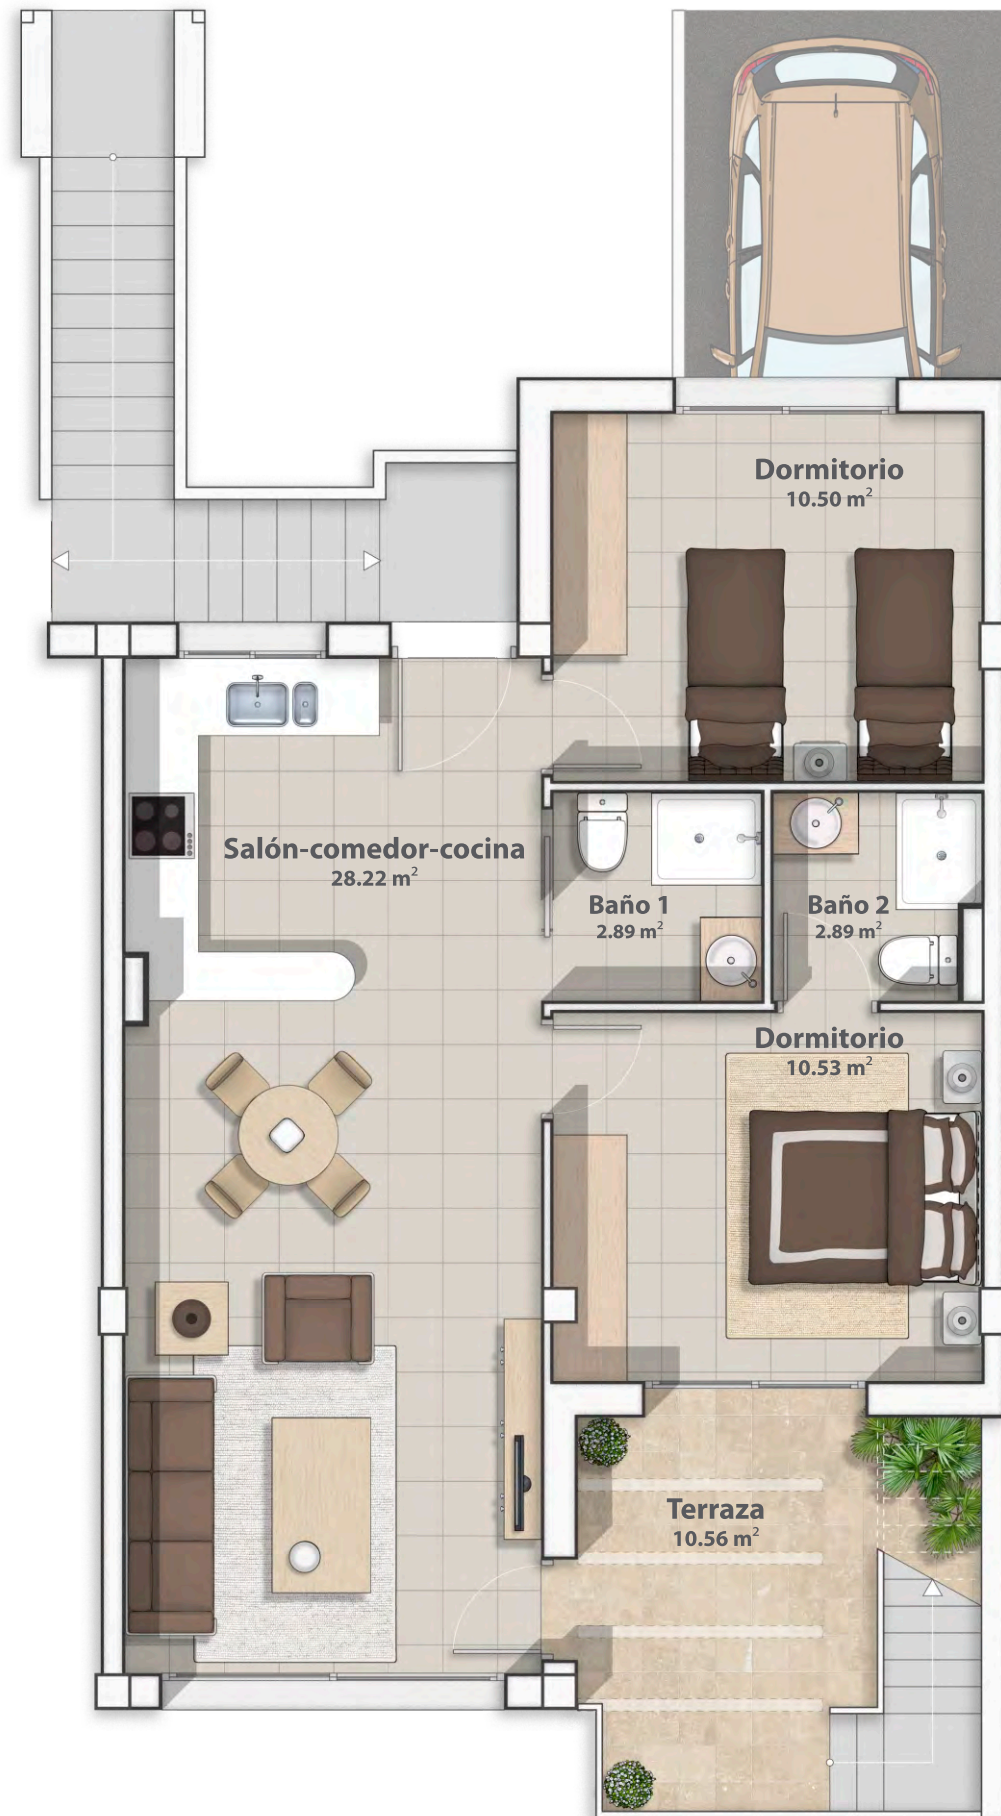 Dormitorio
10.50 m²
Salón-comedor-cocina
28.22 m²
Baño 1
2.89 m²
Baño 2
2.89 m²
Dormitorio
10.53 m²
Terraza
10.56 m²